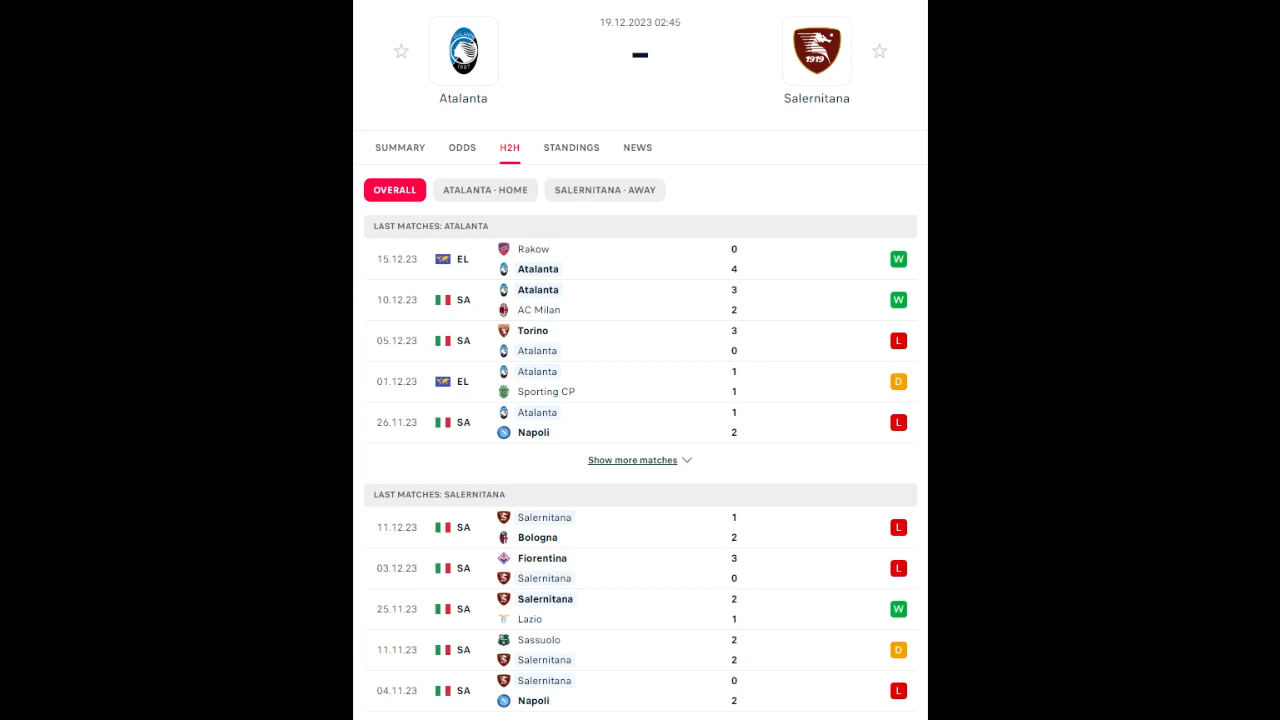 19.12.2023 02:45
ATALANTA
1907
1919
-
Atalanta
Salernitana
SUMMARY ODDS H2H STANDINGS NEWS
OVERALL ATALANTA - HOME SALERNITANA - AWAY
LAST MATCHES: ATALANTA
15.12.23 EL Rakow 0 W
Atalanta 4
10.12.23 SA Atalanta 3 W
AC Milan 2
05.12.23 SA Torino 3 L
Atalanta 0
01.12.23 EL Atalanta 1 D
Sporting CP 1
26.11.23 SA Atalanta 1 L
Napoli 2
Show more matches
LAST MATCHES: SALERNITANA
11.12.23 SA Salernitana 1 L
Bologna 2
03.12.23 SA Fiorentina 3 L
Salernitana 0
25.11.23 SA Salernitana 2 W
Lazio 1
11.11.23 SA Sassuolo 2 D
Salernitana 2
04.11.23 SA Salernitana 0 L
Napoli 2